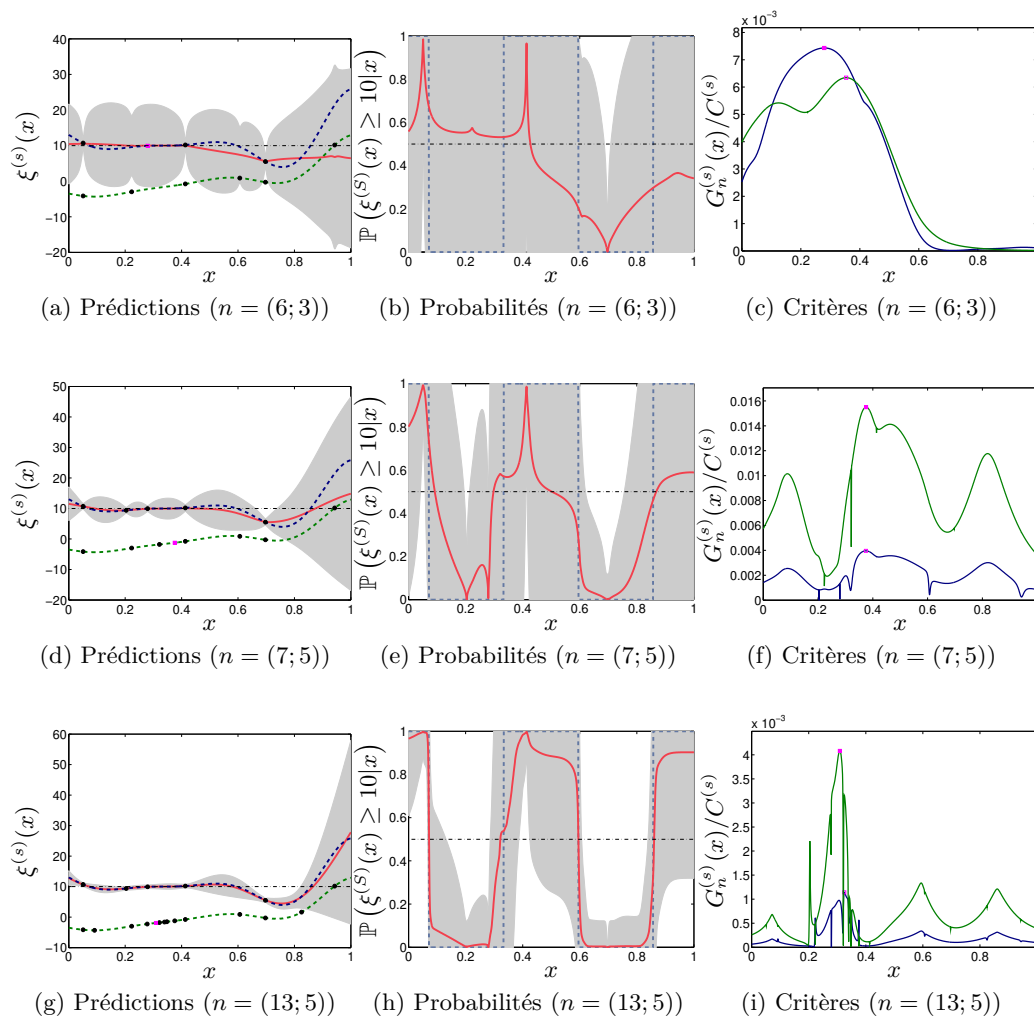 40
30
20
10
0
−10
−20
0 0.2 0.4 0.6 0.8 1
x
ξ^(s)(x)
(a) Prédictions (n = (6; 3))
1
0.8
0.6
0.4
0.2
0
0 0.2 0.4 0.6 0.8 1
x
ℙ(ξ^(S)(x) ≥ 10|x)
(b) Probabilités (n = (6; 3))
x 10^−3
8
7
6
5
4
3
2
1
0
0 0.2 0.4 0.6 0.8
x
G_n^(s)(x)/C^(s)
(c) Critères (n = (6; 3))
50
40
30
20
10
0
−10
−20
0 0.2 0.4 0.6 0.8 1
x
ξ^(s)(x)
(d) Prédictions (n = (7; 5))
1
0.8
0.6
0.4
0.2
0
0 0.2 0.4 0.6 0.8 1
x
ℙ(ξ^(S)(x) ≥ 10|x)
(e) Probabilités (n = (7; 5))
0.016
0.014
0.012
0.01
0.008
0.006
0.004
0.002
0 0.2 0.4 0.6 0.8
x
G_n^(s)(x)/C^(s)
(f) Critères (n = (7; 5))
60
50
40
30
20
10
0
−10
0 0.2 0.4 0.6 0.8 1
x
ξ^(s)(x)
(g) Prédictions (n = (13; 5))
1
0.8
0.6
0.4
0.2
0
0 0.2 0.4 0.6 0.8 1
x
ℙ(ξ^(S)(x) ≥ 10|x)
(h) Probabilités (n = (13; 5))
x 10^−3
4
3.5
3
2.5
2
1.5
1
0.5
0
0 0.2 0.4 0.6 0.8
x
G_n^(s)(x)/C^(s)
(i) Critères (n = (13; 5))